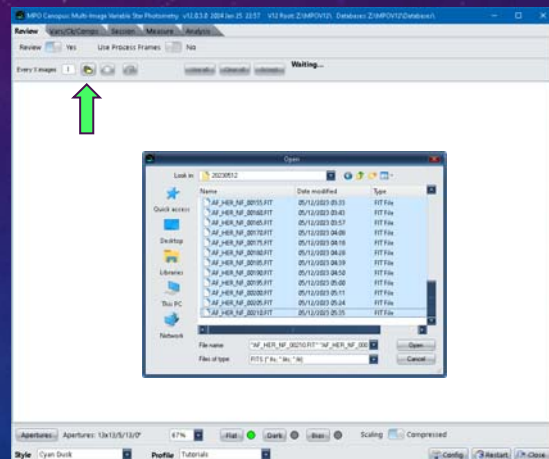 MPO Canopus: Multi-Image Variable Star Photometry v12.0.3.0 2024 Jan 25 22:57 V12 Root: Z:\MPOV12\ Databases: Z:\MPOV12\Databases\
Review Vars/Ck/Comps Session Measure Analysis
Review Yes Use Process Frames No
Every X images 1 Waiting...
Open
Look in 20230512
Name Date modified Type
Quick access
Desktop
Libraries
This PC
Network
AF_HER_NF_00155.FIT 05/12/2023 03:33 FIT File
AF_HER_NF_00160.FIT 05/12/2023 03:43 FIT File
AF_HER_NF_00165.FIT 05/12/2023 03:57 FIT File
AF_HER_NF_00170.FIT 05/12/2023 04:08 FIT File
AF_HER_NF_00175.FIT 05/12/2023 04:18 FIT File
AF_HER_NF_00180.FIT 05/12/2023 04:28 FIT File
AF_HER_NF_00185.FIT 05/12/2023 04:39 FIT File
AF_HER_NF_00190.FIT 05/12/2023 04:50 FIT File
AF_HER_NF_00195.FIT 05/12/2023 05:00 FIT File
AF_HER_NF_00200.FIT 05/12/2023 05:11 FIT File
AF_HER_NF_00205.FIT 05/12/2023 05:24 FIT File
AF_HER_NF_00210.FIT 05/12/2023 05:35 FIT File
File name "AF_HER_NF_00210.FIT" "AF_HER_NF_000 Open
Files of type Cancel
Apertures Apertures: 13x13/5/13/0° 67% Flat Dark Bias Scaling Compressed
Style Cyan Dusk Profile Tutorials Config Restart Close